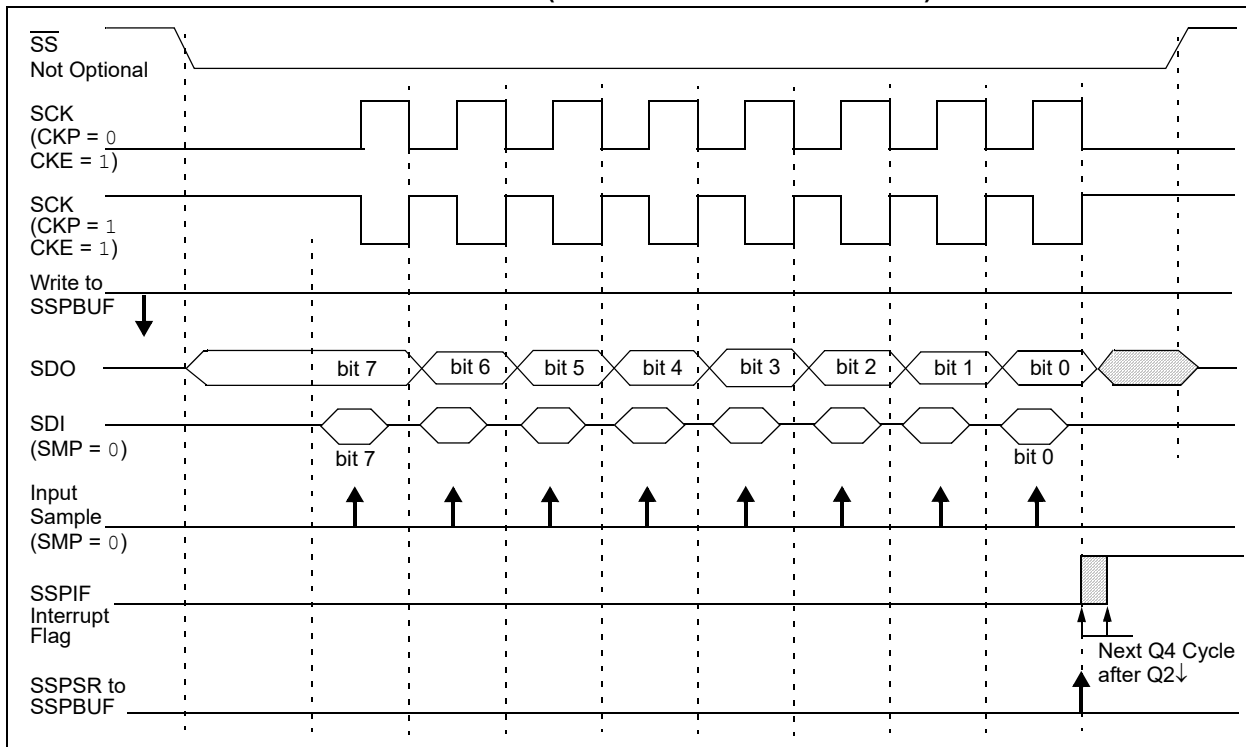 SS
Not Optional
SCK
(CKP = 0
CKE = 1)
SCK
(CKP = 1
CKE = 1)
Write to
SSPBUF
SDO
bit 7 bit 6 bit 5 bit 4 bit 3 bit 2 bit 1 bit 0
SDI
(SMP = 0)
bit 7 bit 0
Input
Sample
(SMP = 0)
SSPIF
Interrupt
Flag
Next Q4 Cycle
after Q2↓
SSPSR to
SSPBUF